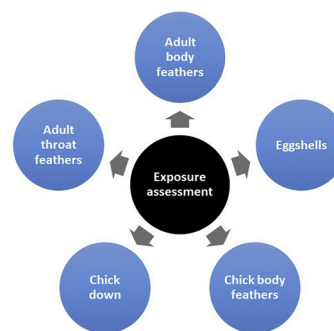 Adult
body
feathers
Adult
throat
feathers
Eggshells
Exposure
assessment
Chick
down
Chick body
feathers